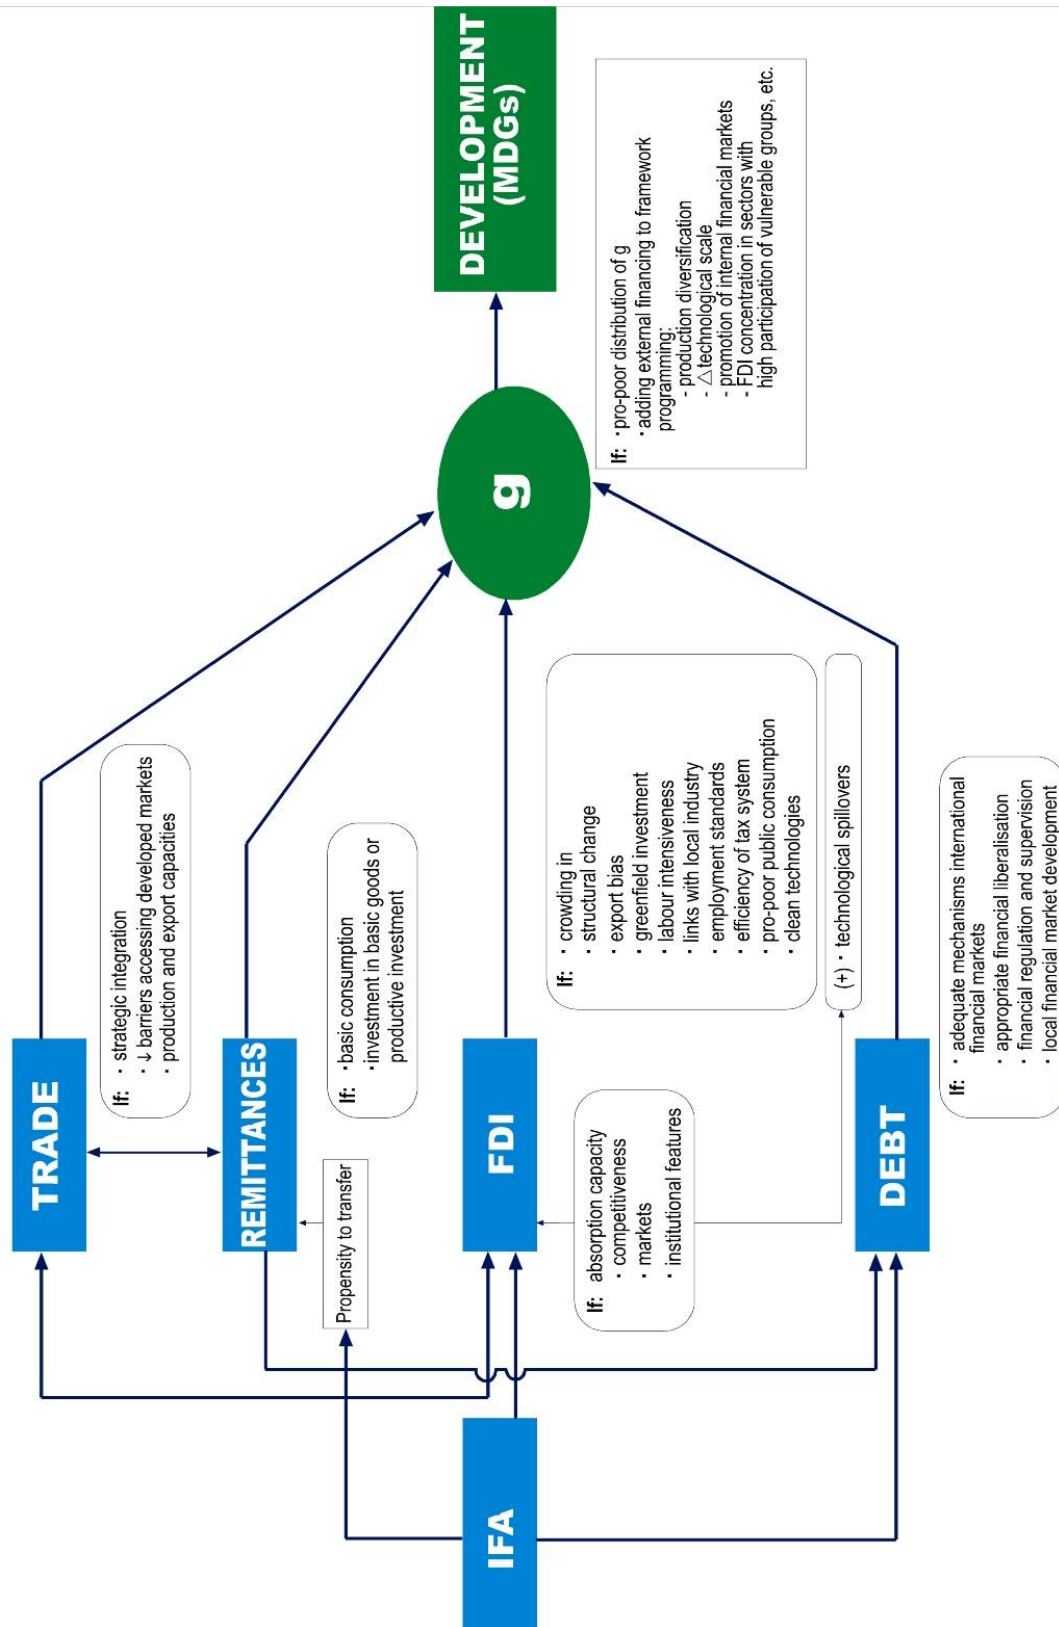 TRADE
If: · strategic integration
· ↓ barriers accessing developed markets
· production and export capacities
REMITTANCES
If: ·basic consumption
·investment in basic goods or
productive investment
Propensity to transfer
IFA
FDI
If: · crowding in
· structural change
· export bias
· greenfield investment
· labour intensiveness
· links with local industry
· employment standards
· efficiency of tax system
· pro-poor public consumption
· clean technologies
(+) · technological spillovers
If: absorption capacity
· competitiveness
· markets
· institutional features
DEBT
If: · adequate mechanisms international
financial markets
· appropriate financial liberalisation
· financial regulation and supervision
· local financial market development
g
DEVELOPMENT
(MDGs)
If: ·pro-poor distribution of g
·adding external financing to framework
programming:
- production diversification
- △technological scale
- promotion of internal financial markets
- FDI concentration in sectors with
high participation of vulnerable groups, etc.